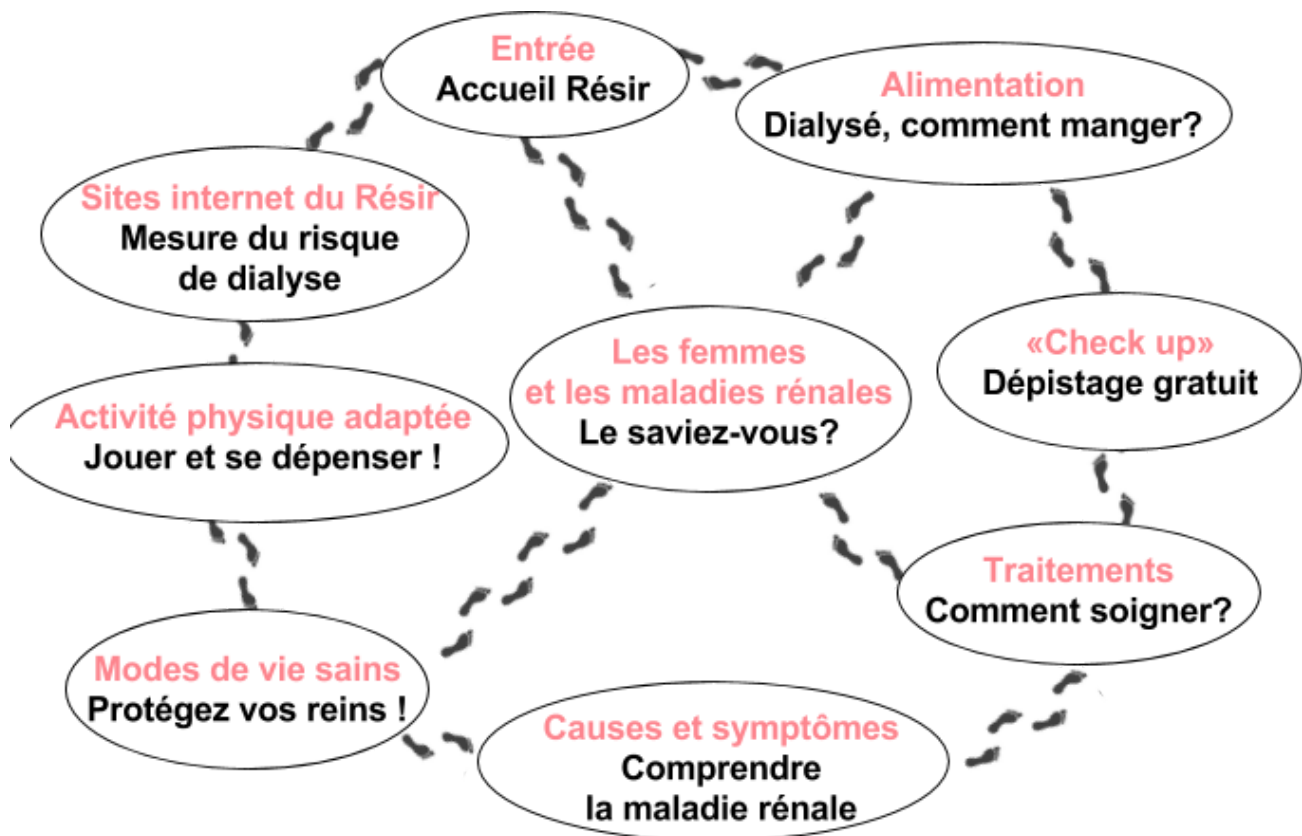 Entrée
Accueil Résir
Alimentation
Dialysé, comment manger?
Sites internet du Résir
Mesure du risque
de dialyse
Les femmes
et les maladies rénales
Le saviez-vous?
«Check up»
Dépistage gratuit
Activité physique adaptée
Jouer et se dépenser !
Traitements
Comment soigner?
Modes de vie sains
Protégez vos reins !
Causes et symptômes
Comprendre
la maladie rénale